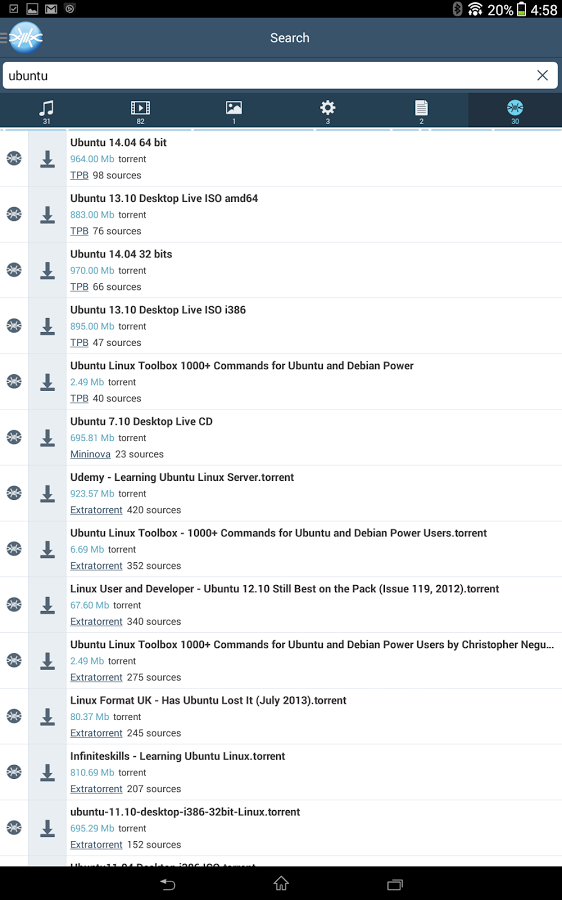 20% 4:58
Search
ubuntu
31 82 1 3 2 30
Ubuntu 14.04 64 bit
964.00 Mb torrent
TPB 98 sources
Ubuntu 13.10 Desktop Live ISO amd64
883.00 Mb torrent
TPB 76 sources
Ubuntu 14.04 32 bits
970.00 Mb torrent
TPB 66 sources
Ubuntu 13.10 Desktop Live ISO i386
895.00 Mb torrent
TPB 47 sources
Ubuntu Linux Toolbox 1000+ Commands for Ubuntu and Debian Power
2.49 Mb torrent
TPB 40 sources
Ubuntu 7.10 Desktop Live CD
695.81 Mb torrent
Mininova 23 sources
Udemy - Learning Ubuntu Linux Server.torrent
923.57 Mb torrent
Extratorrent 420 sources
Ubuntu Linux Toolbox - 1000+ Commands for Ubuntu and Debian Power Users.torrent
6.69 Mb torrent
Extratorrent 352 sources
Linux User and Developer - Ubuntu 12.10 Still Best on the Pack (Issue 119, 2012).torrent
67.60 Mb torrent
Extratorrent 340 sources
Ubuntu Linux Toolbox 1000+ Commands for Ubuntu and Debian Power Users by Christopher Negu...
2.49 Mb torrent
Extratorrent 275 sources
Linux Format UK - Has Ubuntu Lost It (July 2013).torrent
80.37 Mb torrent
Extratorrent 245 sources
Infiniteskills - Learning Ubuntu Linux.torrent
810.69 Mb torrent
Extratorrent 207 sources
ubuntu-11.10-desktop-i386-32bit-Linux.torrent
695.29 Mb torrent
Extratorrent 152 sources
Ubuntu11.04 Desktop i386 ISO.torrent